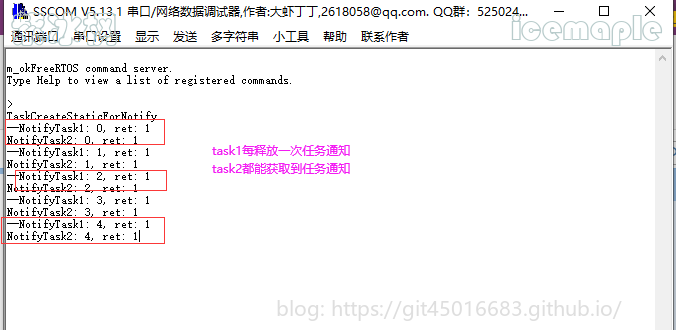 SSCOM V5.13.1 串口/网络数据调试器,作者:大虾丁丁,2618058@qq.com. QQ群: 525024...
icemaple
通讯端口 串口设置 显示 发送 多字符串 小工具 帮助 联系作者
m_okFreeRTOS command server.
Type Help to view a list of registered commands.
>
TaskCreateStaticForNotify
—NotifyTask1: 0, ret: 1
NotifyTask2: 0, ret: 1
—NotifyTask1: 1, ret: 1
NotifyTask2: 1, ret: 1
—NotifyTask1: 2, ret: 1
NotifyTask2: 2, ret: 1
—NotifyTask1: 3, ret: 1
NotifyTask2: 3, ret: 1
—NotifyTask1: 4, ret: 1
NotifyTask2: 4, ret: 1
task1每释放一次任务通知
task2都能获取到任务通知
blog: https://git45016683.github.io/